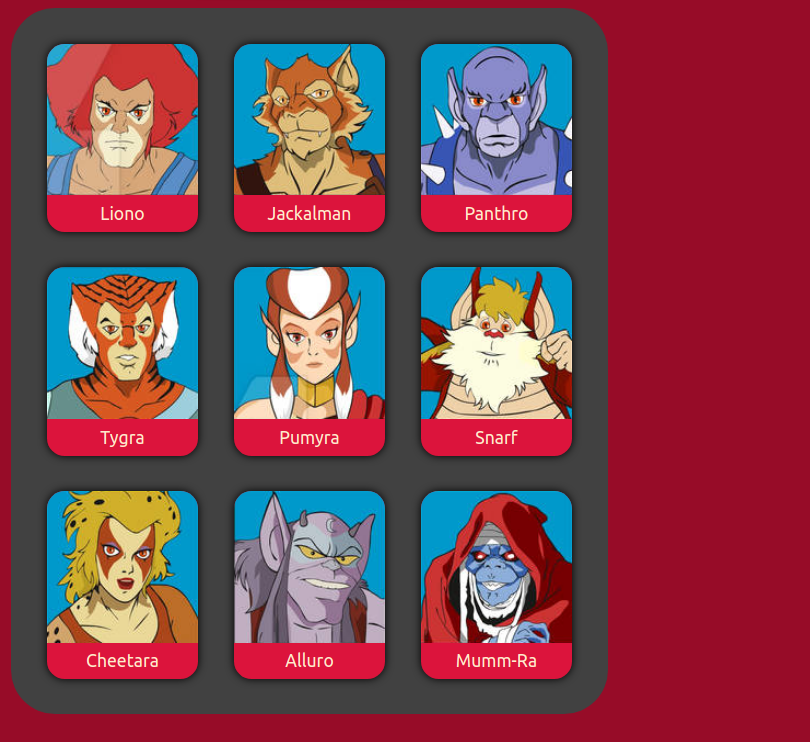 Liono
Jackalman
Panthro
Tygra
Pumyra
Snarf
Cheetara
Alluro
Mumm-Ra